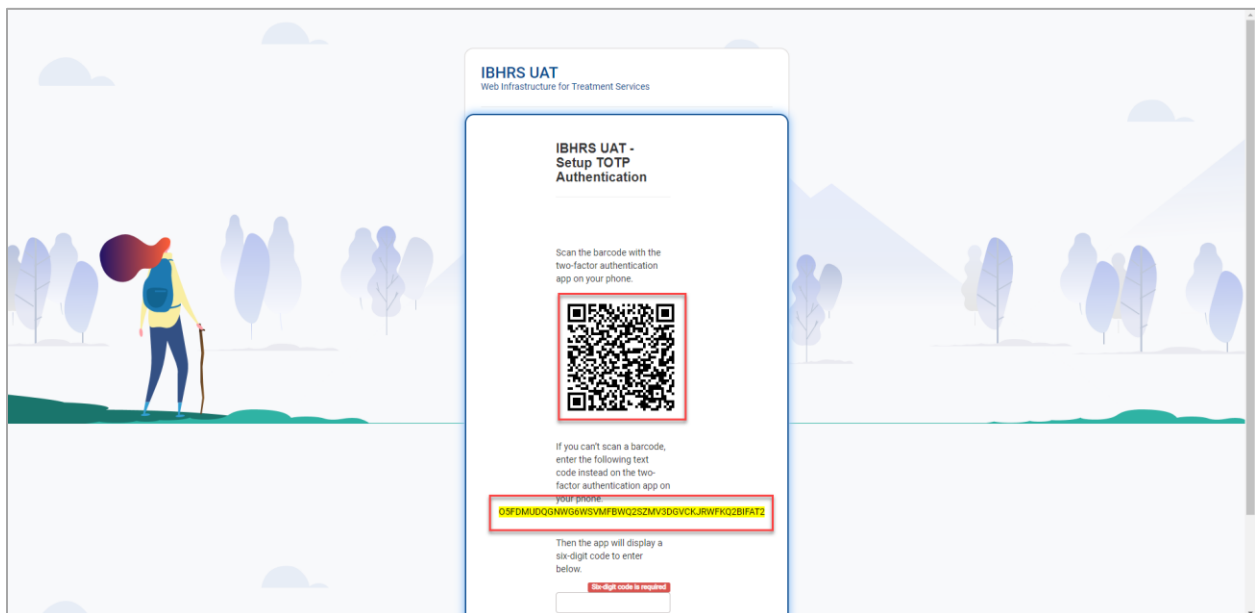 IBHRS UAT
Web Infrastructure for Treatment Services
IBHRS UAT -
Setup TOTP
Authentication
Scan the barcode with the
two-factor authentication
app on your phone.
If you can't scan a barcode,
enter the following text
code instead on the two-
factor authentication app on
your phone.
O5FDMUDQGNWG6WSVMFBWQ2SZMV3DGVCKJRWFKQ2BIFAT2
Then the app will display a
six-digit code to enter
below.
Six-digit code is required